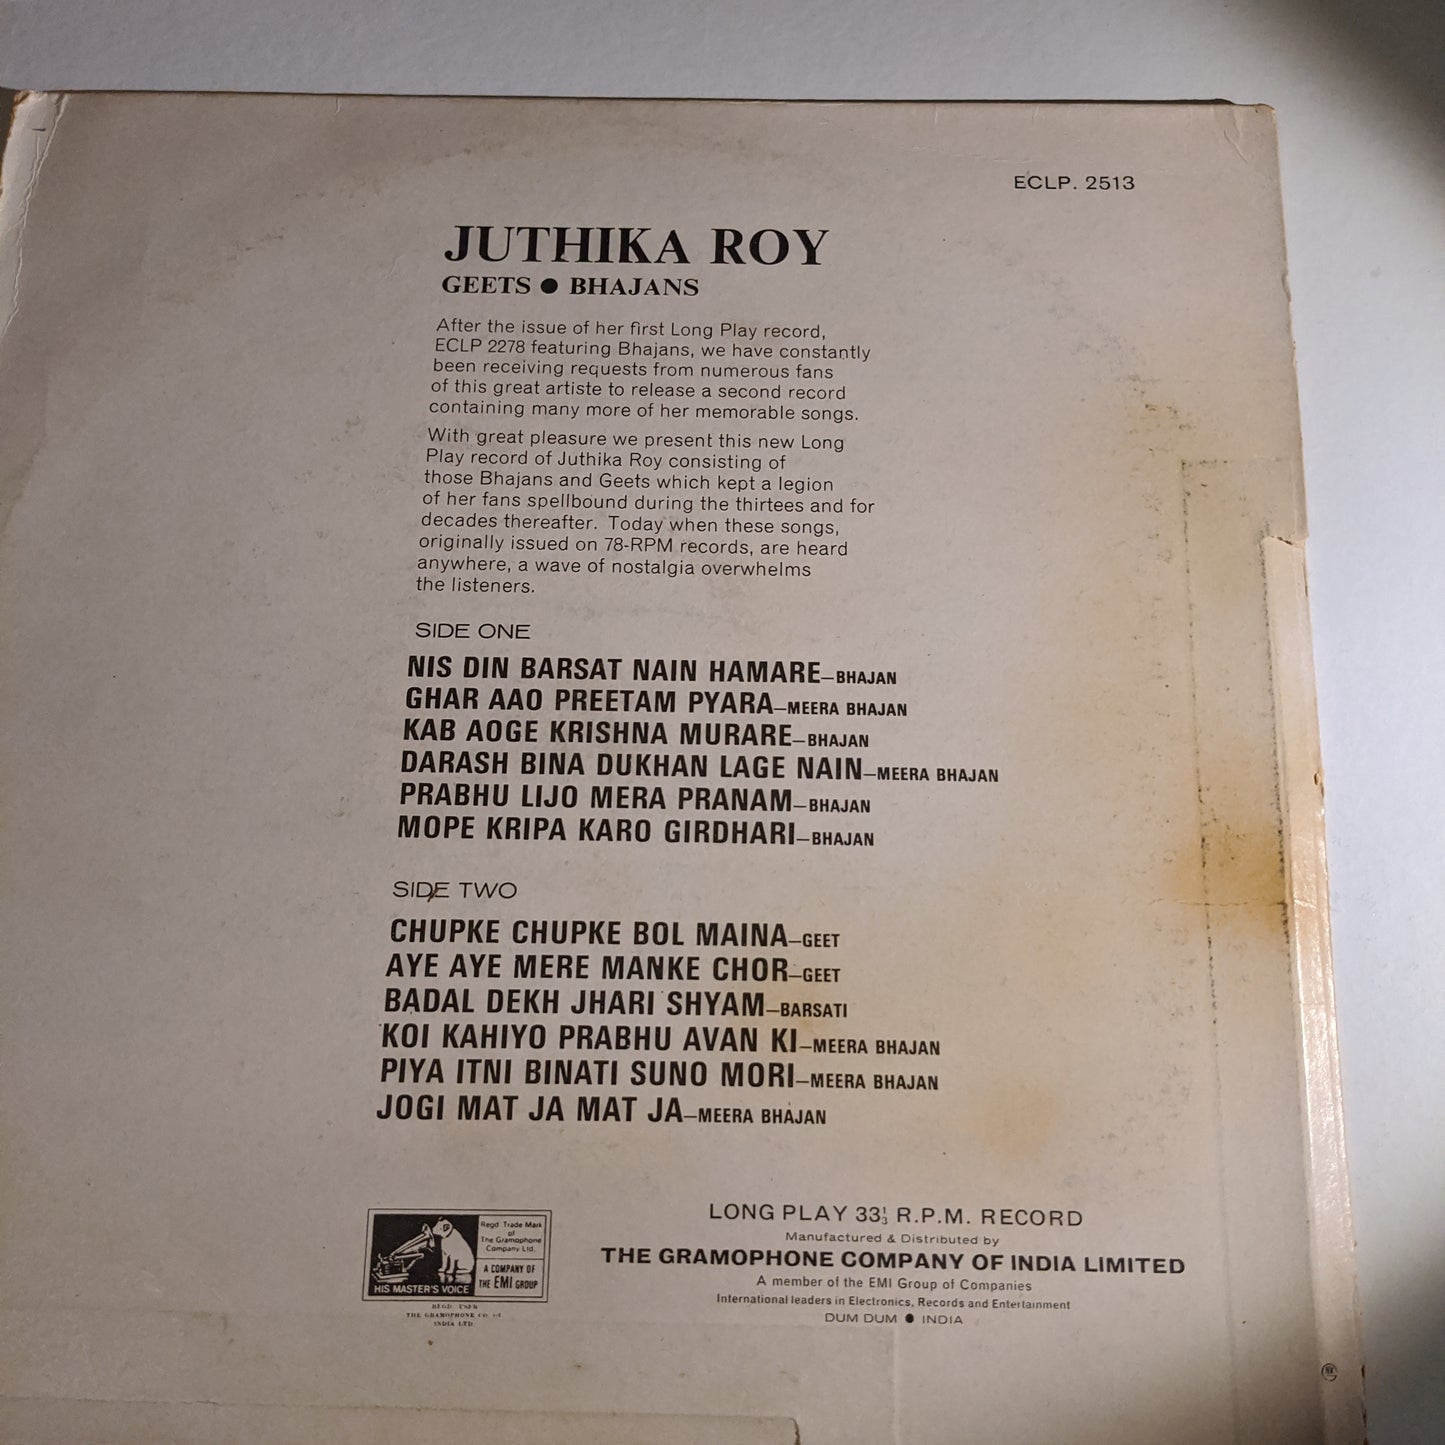 ECLP. 2513
JUTHIKA ROY
GEETS ● BHAJANS
After the issue of her first Long Play record,
ECLP 2278 featuring Bhajans, we have constantly
been receiving requests from numerous fans
of this great artiste to release a second record
containing many more of her memorable songs.
With great pleasure we present this new Long
Play record of Juthika Roy consisting of
those Bhajans and Geets which kept a legion
of her fans spellbound during the thirtees and for
decades thereafter. Today when these songs,
originally issued on 78-RPM records, are heard
anywhere, a wave of nostalgia overwhelms
the listeners.
SIDE ONE
NIS DIN BARSAT NAIN HAMARE—BHAJAN
GHAR AAO PREETAM PYARA—MEERA BHAJAN
KAB AOGE KRISHNA MURARE—BHAJAN
DARASH BINA DUKHAN LAGE NAIN—MEERA BHAJAN
PRABHU LIJO MERA PRANAM—BHAJAN
MOPE KRIPA KARO GIRDHARI—BHAJAN
SIDE TWO
CHUPKE CHUPKE BOL MAINA—GEET
AYE AYE MERE MANKE CHOR—GEET
BADAL DEKH JHARI SHYAM—BARSATI
KOI KAHIYO PRABHU AVAN KI—MEERA BHAJAN
PIYA ITNI BINATI SUNO MORI—MEERA BHAJAN
JOGI MAT JA MAT JA—MEERA BHAJAN
Regd Trade Mark
of
The Gramophone
Company Ltd.
A COMPANY OF
THE EMI GROUP
HIS MASTER'S VOICE
REGD. USER
THE GRAMOPHONE CO. OF
INDIA LTD.
LONG PLAY 33⅓ R.P.M. RECORD
Manufactured & Distributed by
THE GRAMOPHONE COMPANY OF INDIA LIMITED
A member of the EMI Group of Companies
International leaders in Electronics, Records and Entertainment
DUM DUM ● INDIA